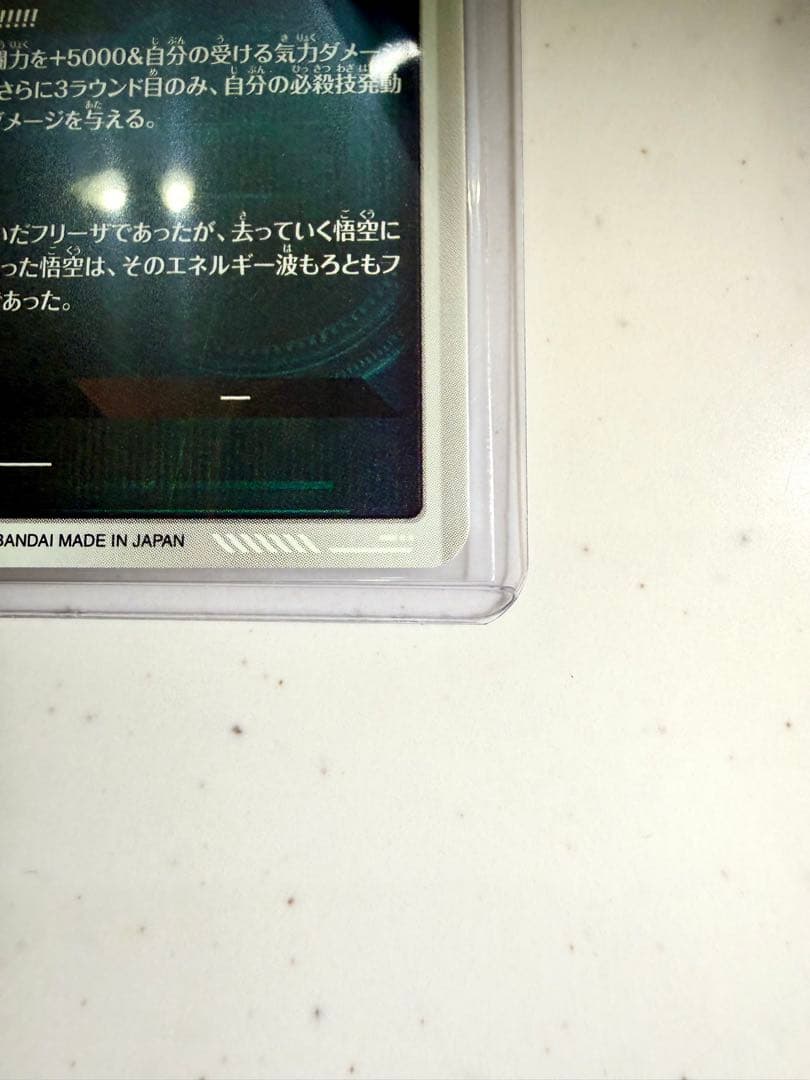 !!!!!
闘力を+5000&自分の受ける気力ダメージ
さらに3ラウンド目のみ、自分の必殺技発動
ダメージを与える。
いだフリーザであったが、去っていく悟空に
った悟空は、そのエネルギー波もろともフ
であった。
BANDAI MADE IN JAPAN